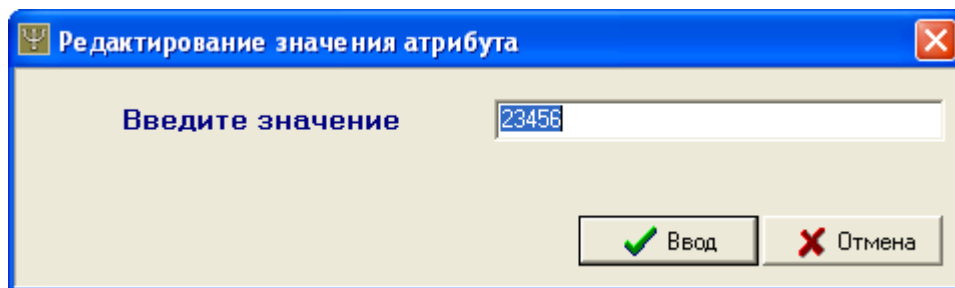 Редактирование значения атрибута
Введите значение 23456
Ввод Отмена